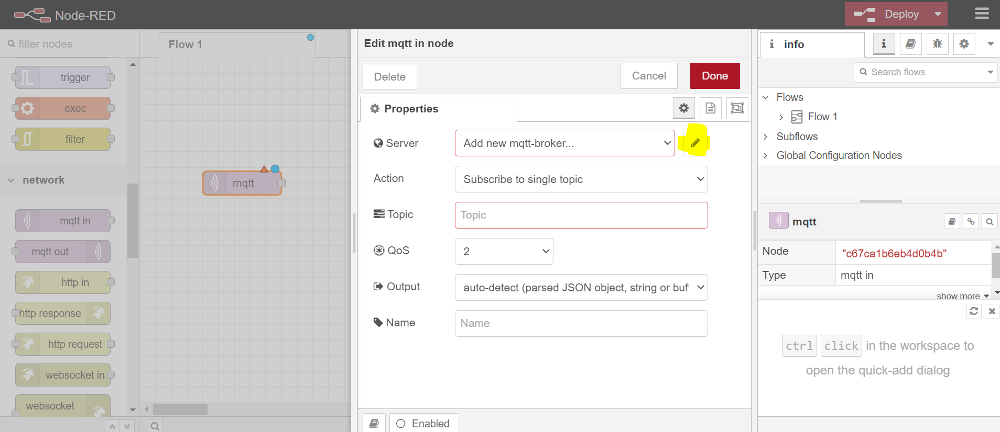 Node-RED
Deploy
filter nodes
Flow 1
Edit mqtt in node
info
Delete
Cancel
Done
Search flows
trigger
exec
filter
network
mqtt in
mqtt out
http in
http response
http request
websocket in
websocket
mqtt
Properties
Server
Add new mqtt-broker...
Action
Subscribe to single topic
Topic
Topic
QoS
2
Output
auto-detect (parsed JSON object, string or buf
Name
Name
Enabled
Flows
Flow 1
Subflows
Global Configuration Nodes
mqtt
Node
"c67ca1b6eb4d0b4b"
Type
mqtt in
show more
ctrl click in the workspace to
open the quick-add dialog